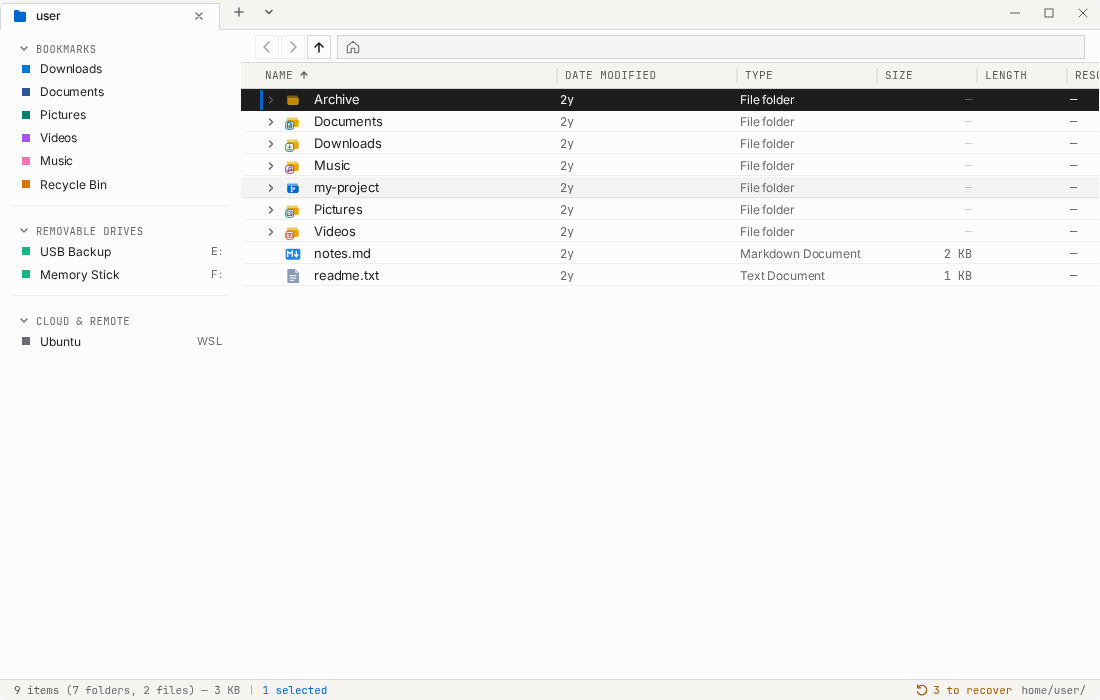 user
BOOKMARKS
Downloads
Documents
Pictures
Videos
Music
Recycle Bin
REMOVABLE DRIVES
USB Backup E:
Memory Stick F:
CLOUD & REMOTE
Ubuntu WSL
NAME DATE MODIFIED TYPE SIZE LENGTH RESO
Archive 2y File folder — —
Documents 2y File folder — —
Downloads 2y File folder — —
Music 2y File folder — —
my-project 2y File folder — —
Pictures 2y File folder — —
Videos 2y File folder — —
notes.md 2y Markdown Document 2 KB —
readme.txt 2y Text Document 1 KB —
9 items (7 folders, 2 files) — 3 KB | 1 selected
3 to recover home/user/